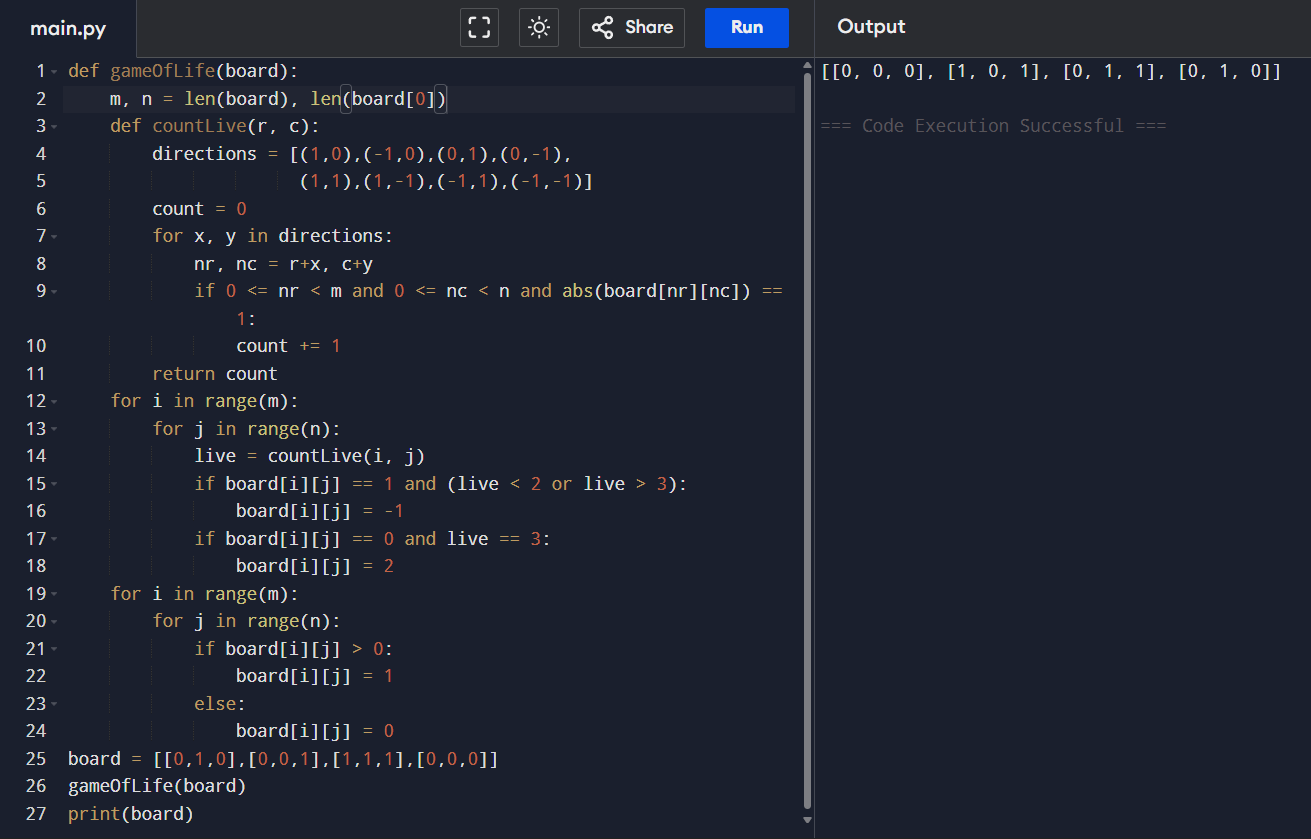 main.py
Share
Run
Output
1 def gameOfLife(board):
2     m, n = len(board), len(board[0])
3     def countLive(r, c):
4         directions = [(1,0),(-1,0),(0,1),(0,-1),
5                       (1,1),(1,-1),(-1,1),(-1,-1)]
6         count = 0
7         for x, y in directions:
8             nr, nc = r+x, c+y
9             if 0 <= nr < m and 0 <= nc < n and abs(board[nr][nc]) ==
                1:
10                 count += 1
11         return count
12     for i in range(m):
13         for j in range(n):
14             live = countLive(i, j)
15             if board[i][j] == 1 and (live < 2 or live > 3):
16                 board[i][j] = -1
17             if board[i][j] == 0 and live == 3:
18                 board[i][j] = 2
19     for i in range(m):
20         for j in range(n):
21             if board[i][j] > 0:
22                 board[i][j] = 1
23             else:
24                 board[i][j] = 0
25 board = [[0,1,0],[0,0,1],[1,1,1],[0,0,0]]
26 gameOfLife(board)
27 print(board)
[[0, 0, 0], [1, 0, 1], [0, 1, 1], [0, 1, 0]]
=== Code Execution Successful ===